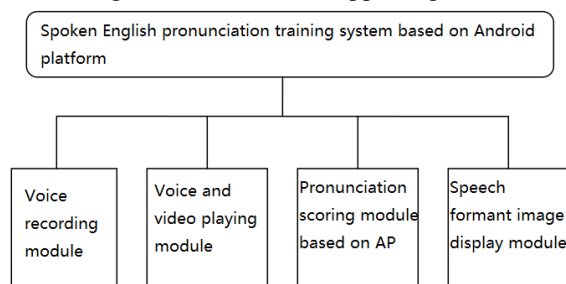 Spoken English pronunciation training system based on Android
platform
Voice
recording
module
Voice and
video playing
module
Pronunciation
scoring module
based on AP
Speech
formant image
display module